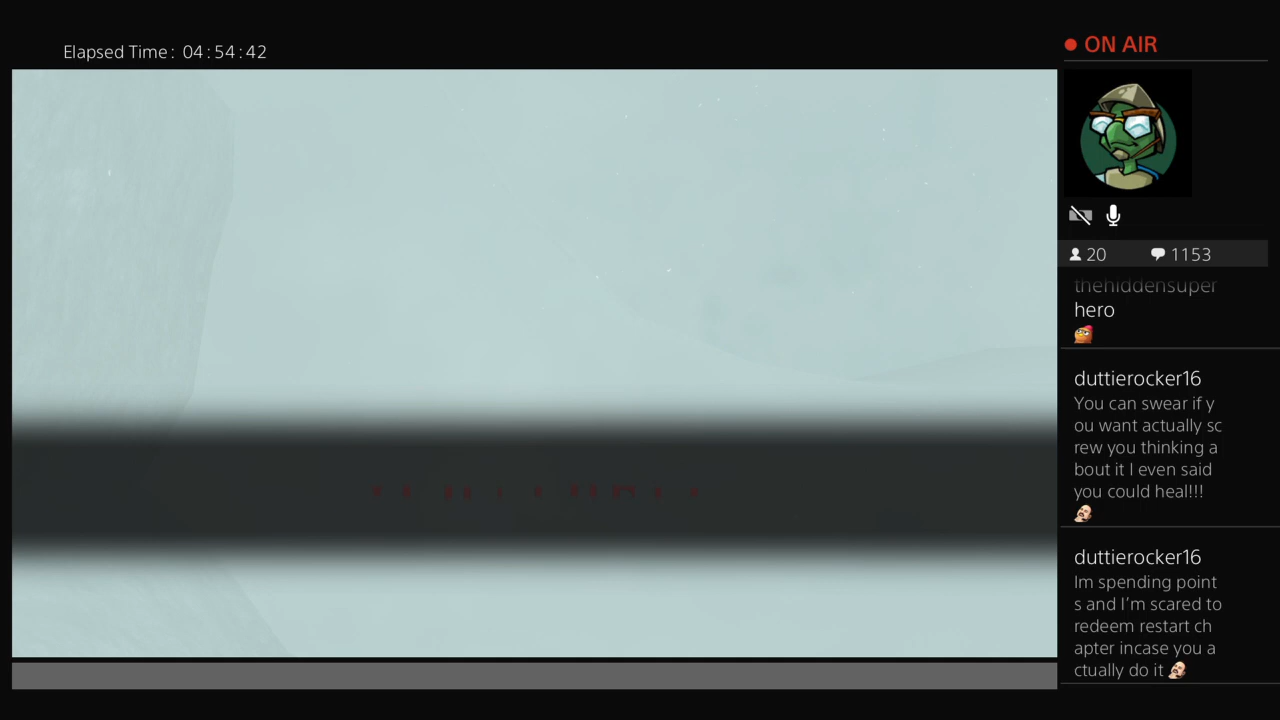 Elapsed Time: 04:54:42
ON AIR
20 1153
thehiddensuper
hero
duttierocker16
You can swear if y
ou want actually sc
rew you thinking a
bout it I even said
you could heal!!!
duttierocker16
Im spending point
s and I'm scared to
redeem restart ch
apter incase you a
ctually do it